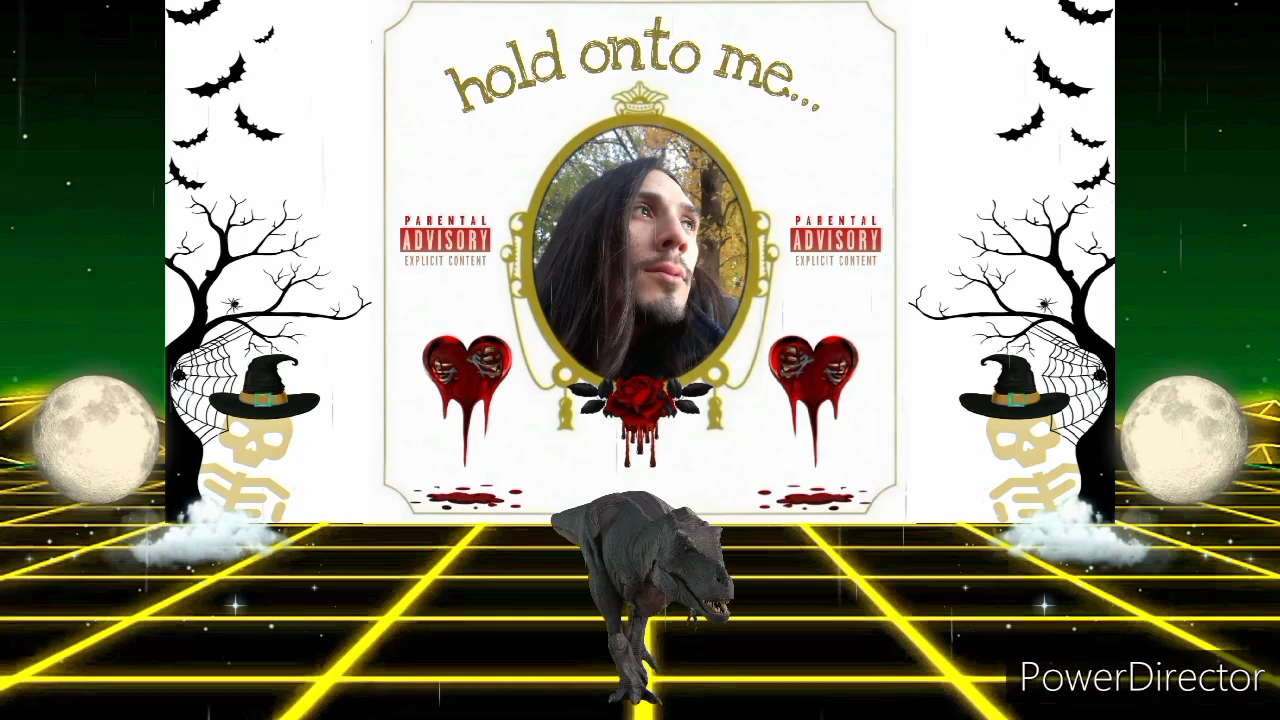 hold onto me...
PARENTAL
ADVISORY
EXPLICIT CONTENT
PARENTAL
ADVISORY
EXPLICIT CONTENT
PowerDirector